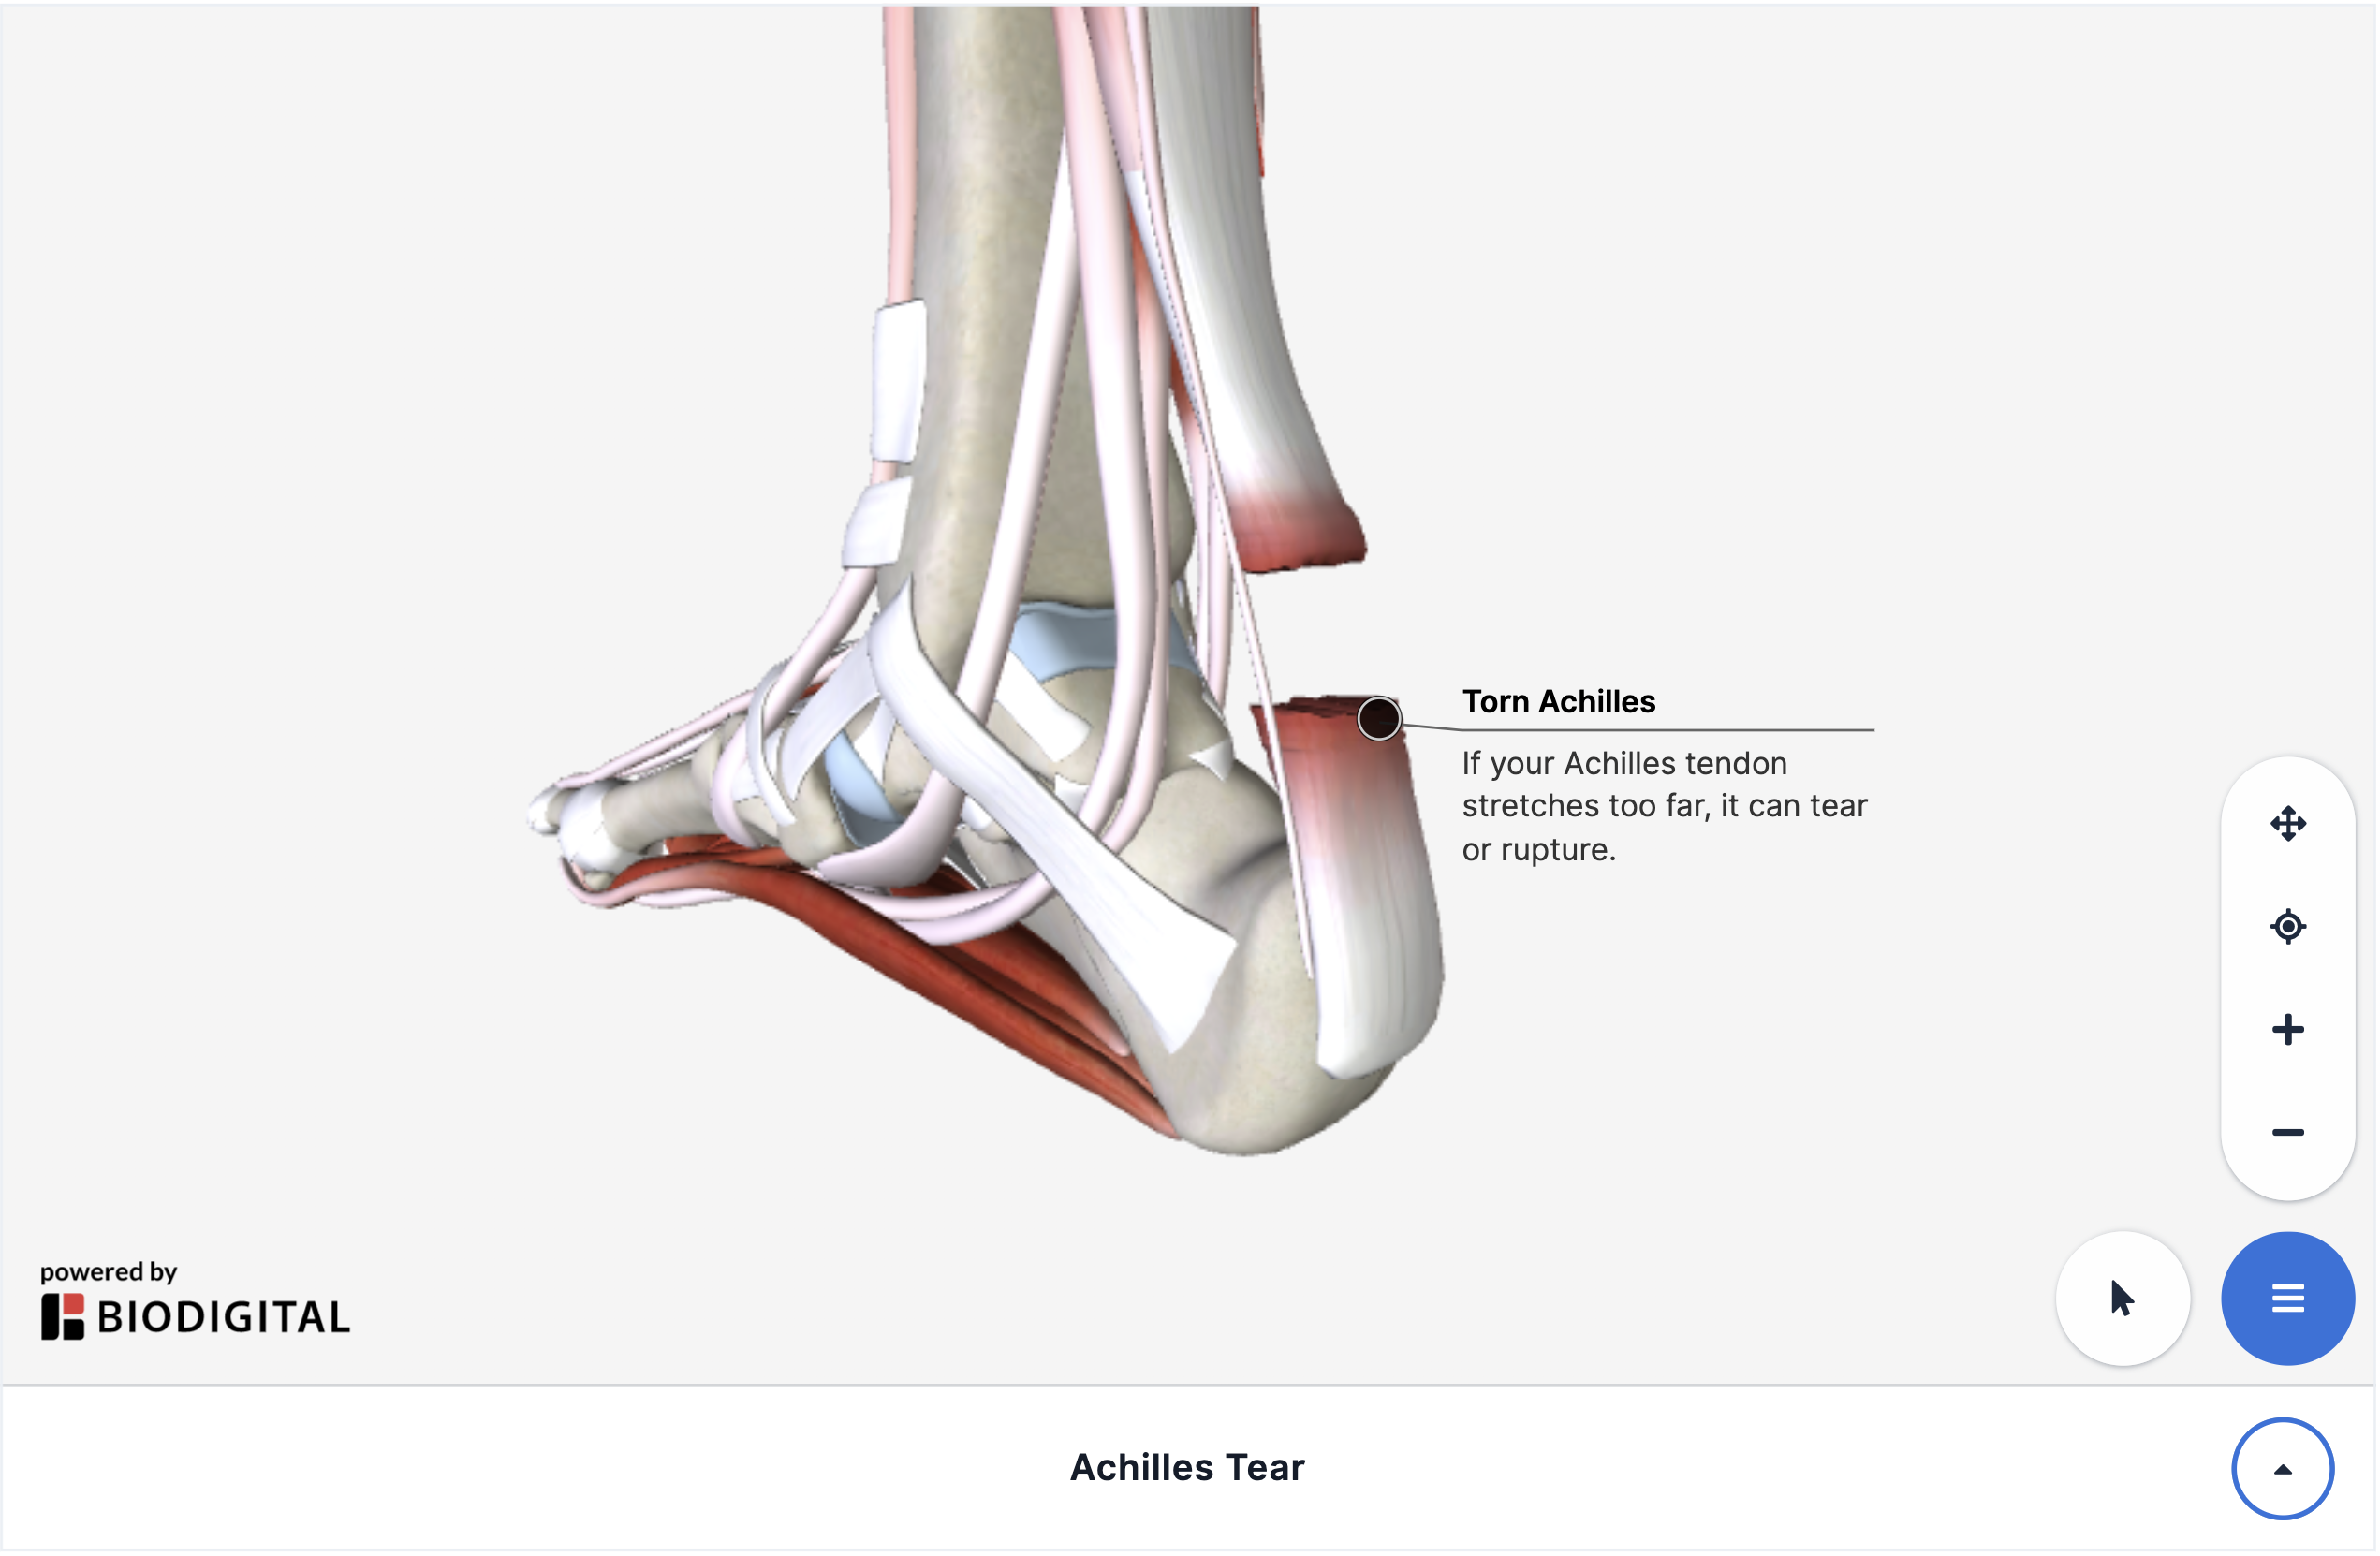 Torn Achilles
If your Achilles tendon
stretches too far, it can tear
or rupture.
powered by
BIODIGITAL
Achilles Tear